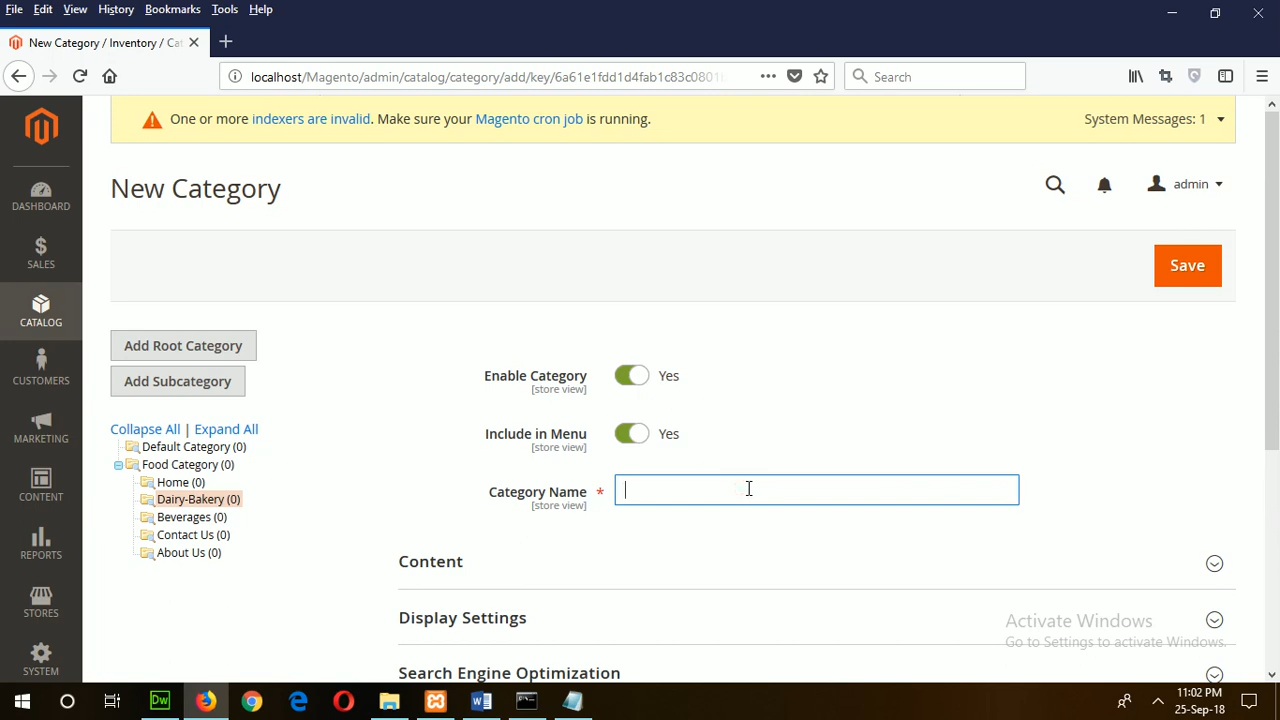 File Edit View History Bookmarks Tools Help
New Category / Inventory / Cat
localhost/Magento/admin/catalog/category/add/key/6a61e1fdd1d4fab1c83c0801
Search
One or more indexers are invalid. Make sure your Magento cron job is running.
System Messages: 1
New Category
admin
DASHBOARD
SALES
CATALOG
CUSTOMERS
MARKETING
CONTENT
REPORTS
STORES
SYSTEM
Save
Add Root Category
Add Subcategory
Collapse All | Expand All
Default Category (0)
Food Category (0)
Home (0)
Dairy-Bakery (0)
Beverages (0)
Contact Us (0)
About Us (0)
Enable Category
[store view]
Yes
Include in Menu
[store view]
Yes
Category Name *
[store view]
Content
Display Settings
Search Engine Optimization
Activate Windows
Go to Settings to activate Windows.
Dw
11:02 PM
25-Sep-18